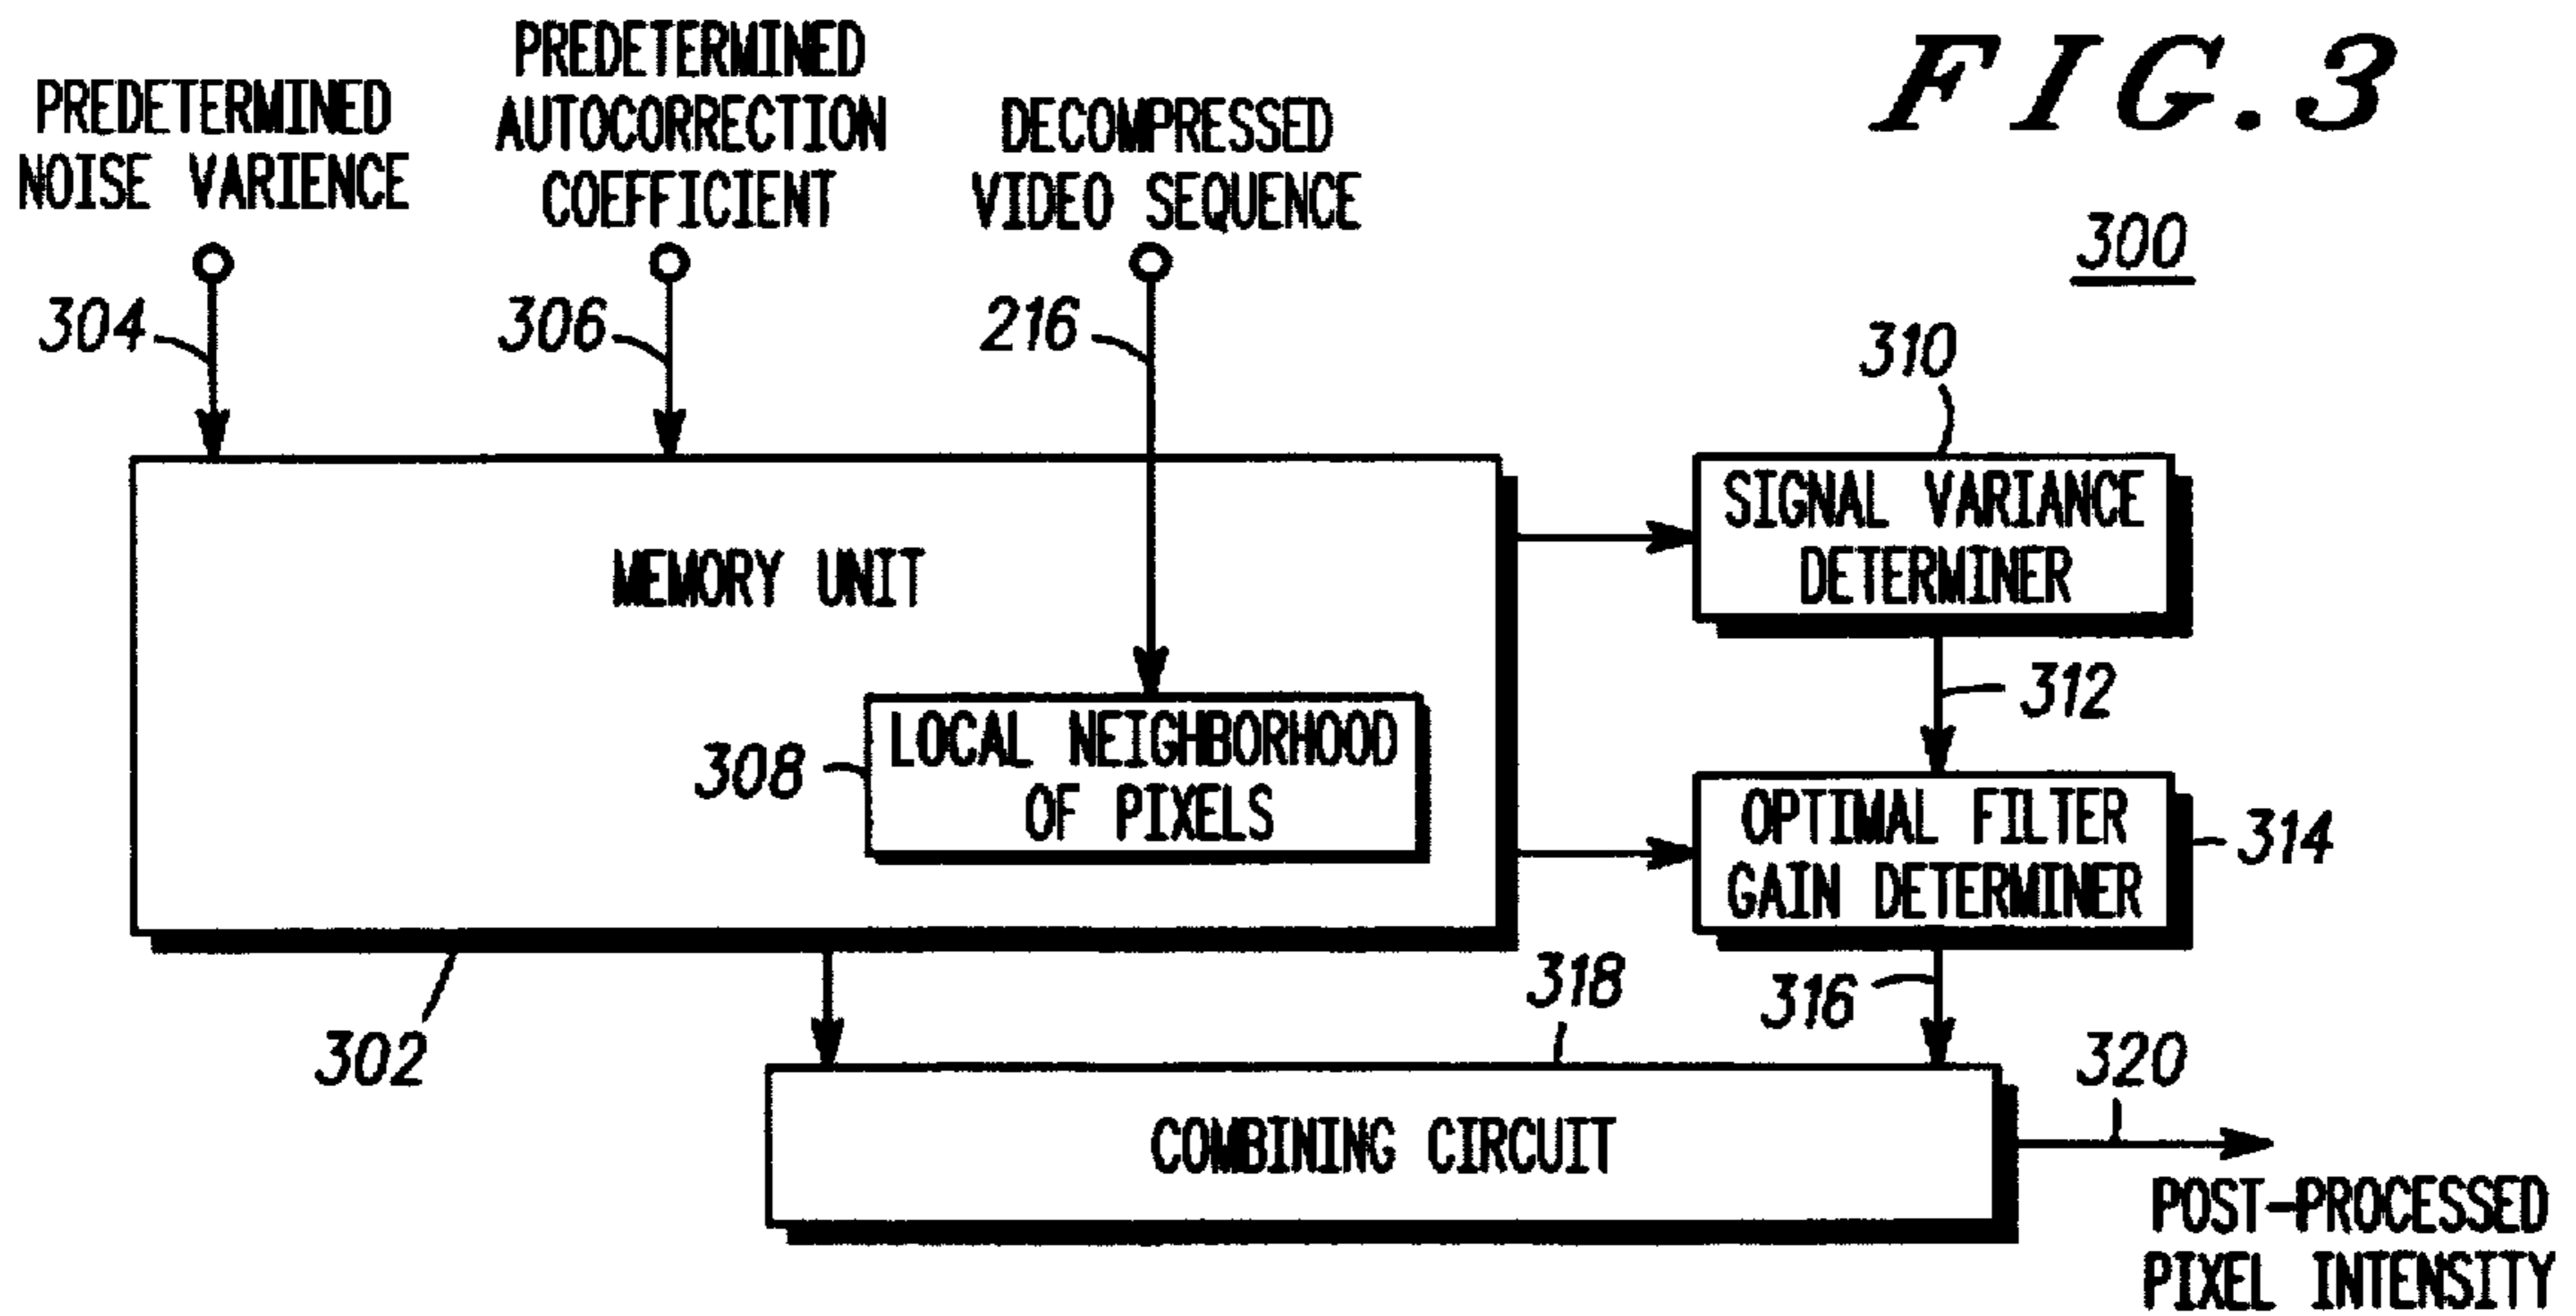 FIG.3
300
PREDETERMINED
NOISE VARIENCE
PREDETERMINED
AUTOCORRECTION
COEFFICIENT
DECOMPRESSED
VIDEO SEQUENCE
304
306
216
310
SIGNAL VARIANCE
DETERMINER
MEMORY UNIT
312
308
LOCAL NEIGHBORHOOD
OF PIXELS
OPTIMAL FILTER
GAIN DETERMINER
314
302
318
316
320
COMBINING CIRCUIT
POST-PROCESSED
PIXEL INTENSITY